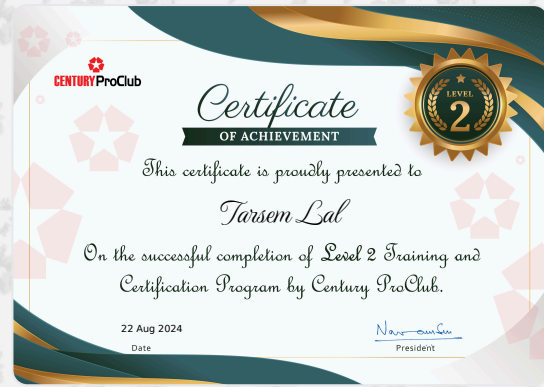 CENTURY ProClub
LEVEL
2
Certificate
OF ACHIEVEMENT
This certificate is proudly presented to
Tarsem Lal
On the successful completion of Level 2 Training and
Certification Program by Century ProClub.
22 Aug 2024
Date
President